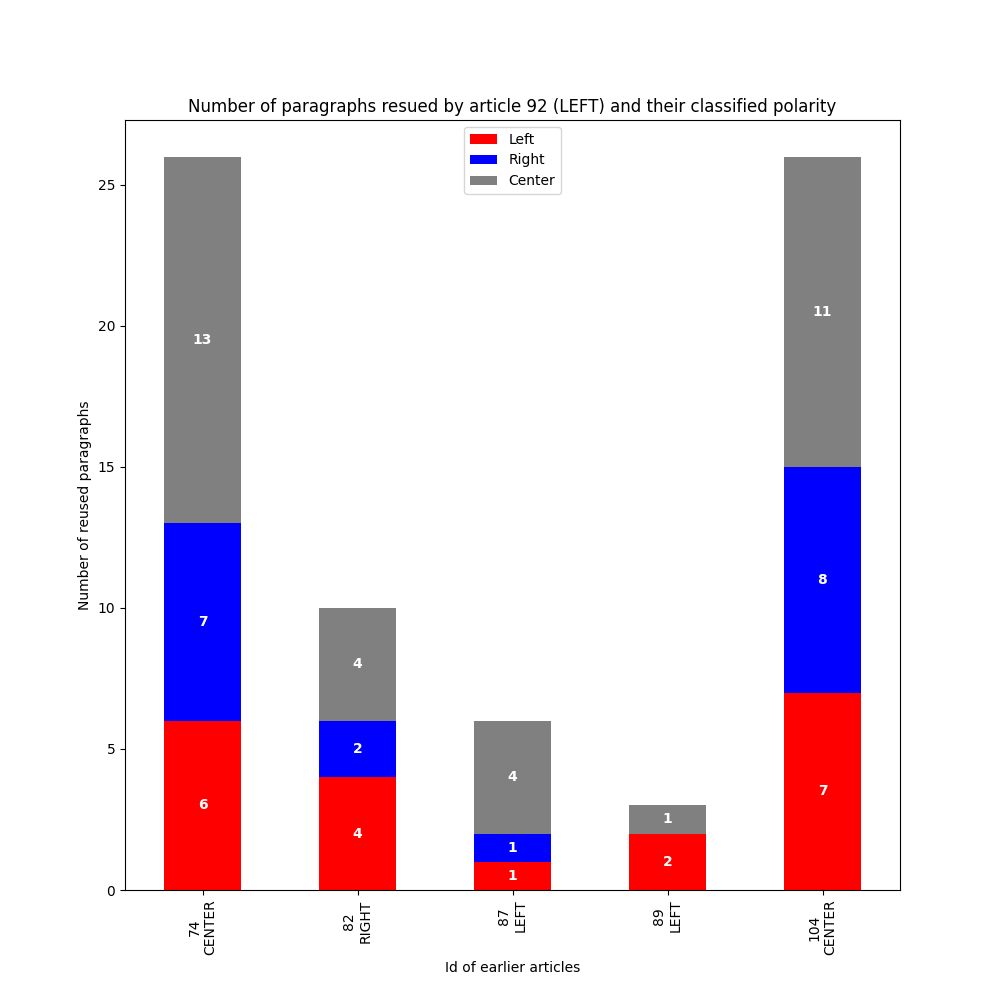 Number of paragraphs resued by article 92 (LEFT) and their classified polarity
Left
Right
Center
25
20
15
10
5
0
Number of reused paragraphs
13
7
6
4
2
4
4
1
1
1
2
11
8
7
74
CENTER
82
RIGHT
87
LEFT
89
LEFT
104
CENTER
Id of earlier articles